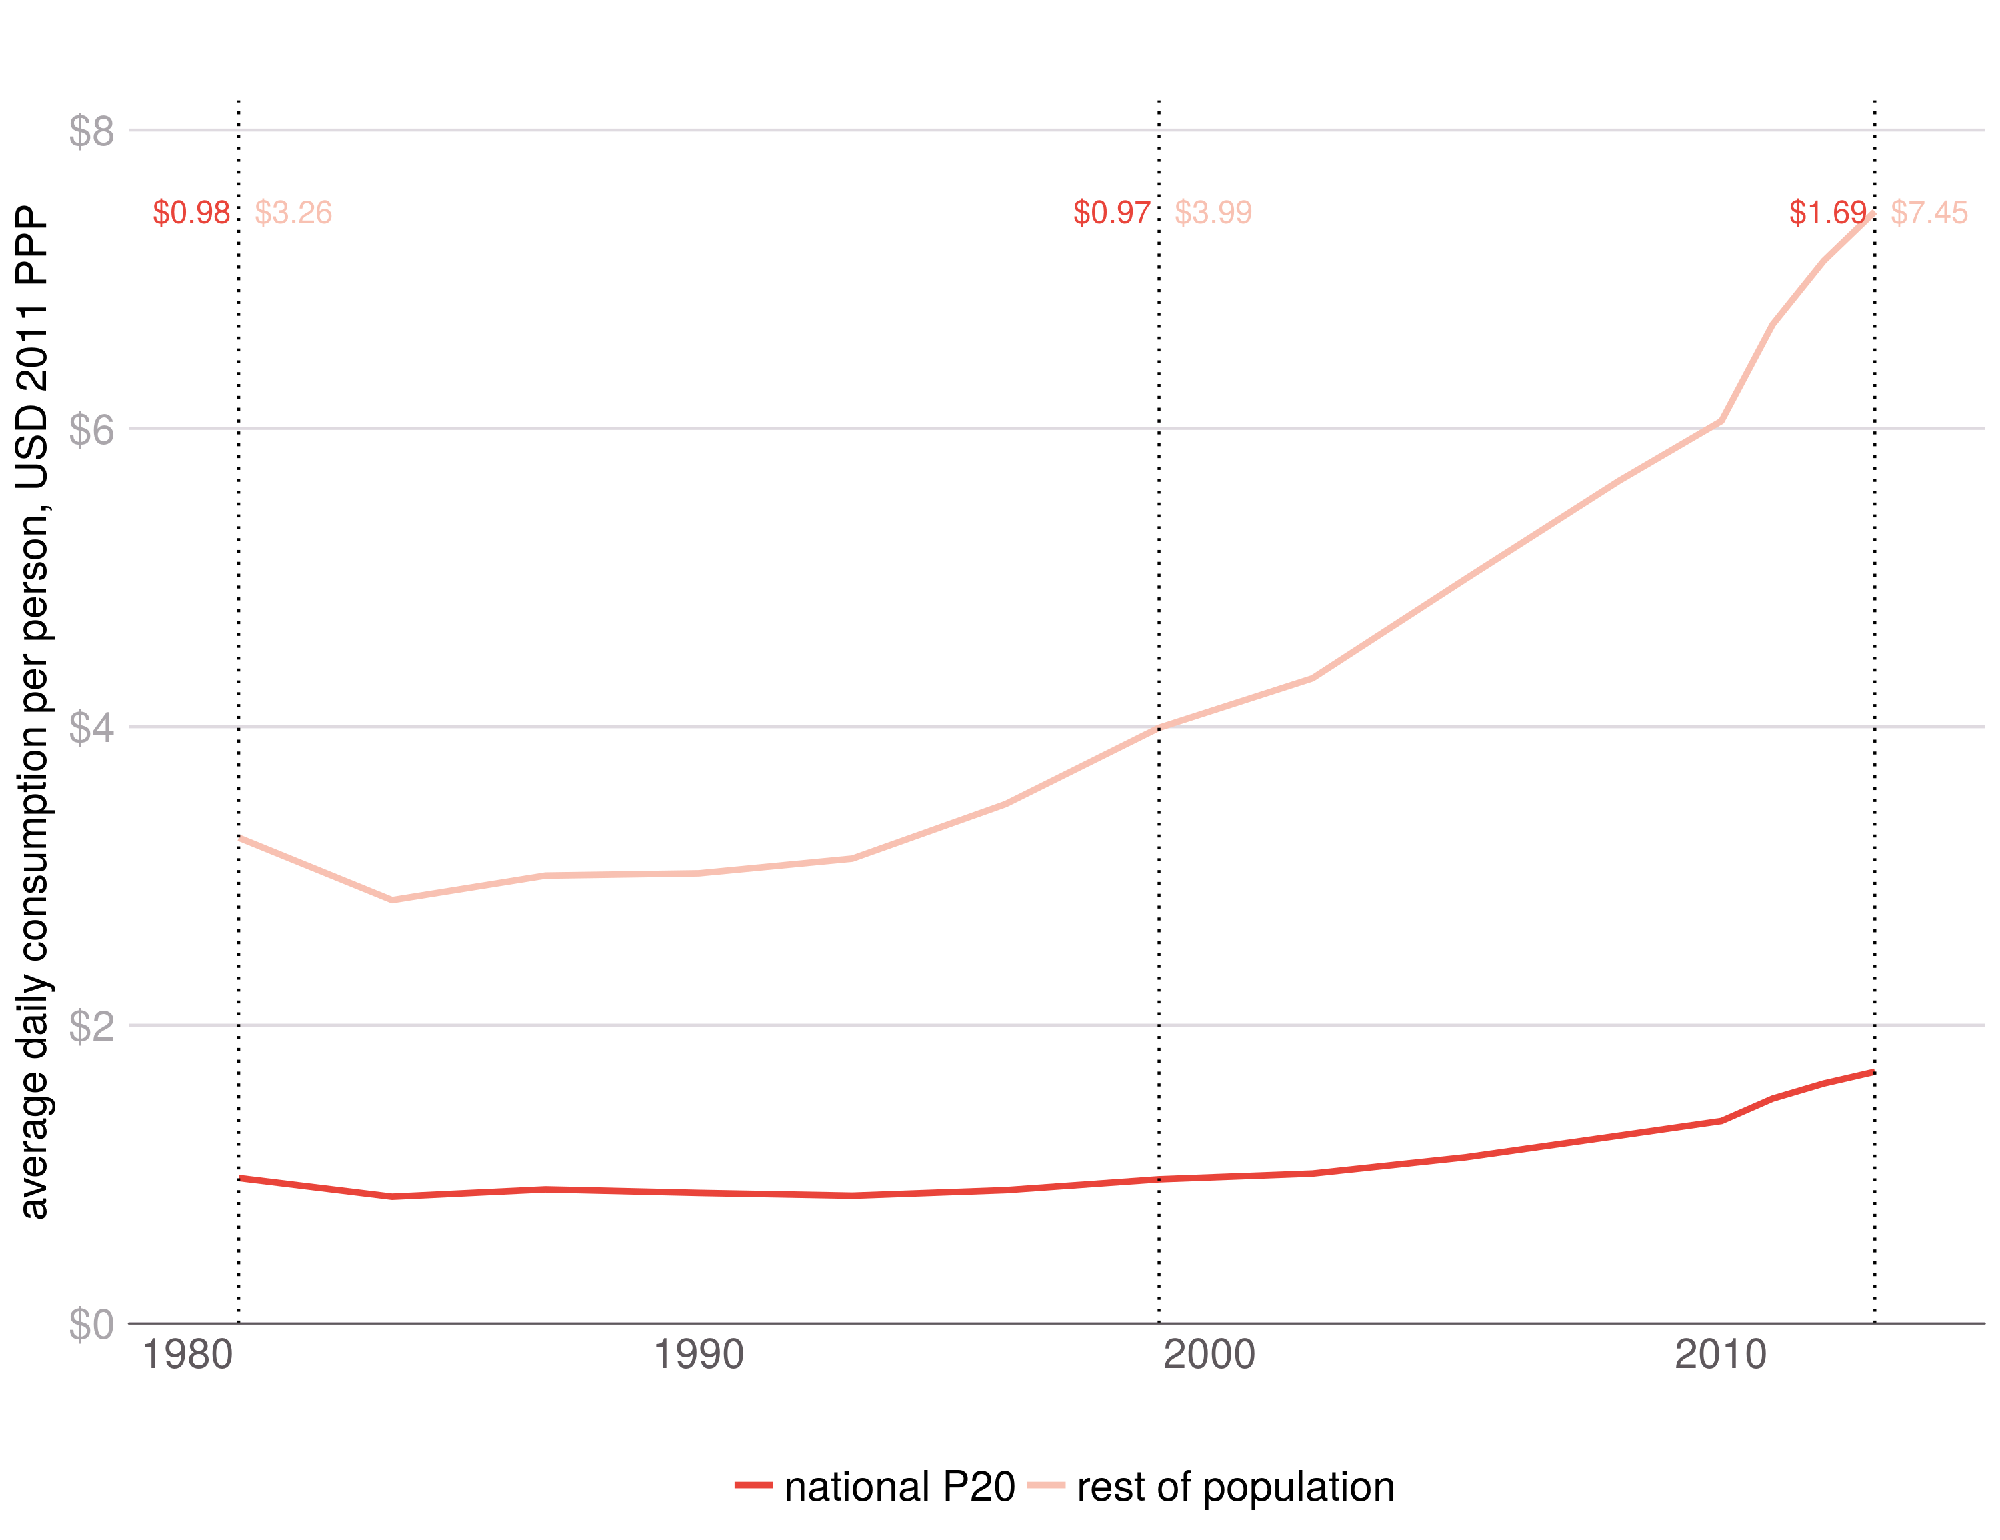 average daily consumption per person, USD 2011 PPP
$8
$0.98 $3.26 $0.97 $3.99 $1.69 $7.45
$6
$4
$2
$0
1980 1990 2000 2010
national P20 rest of population